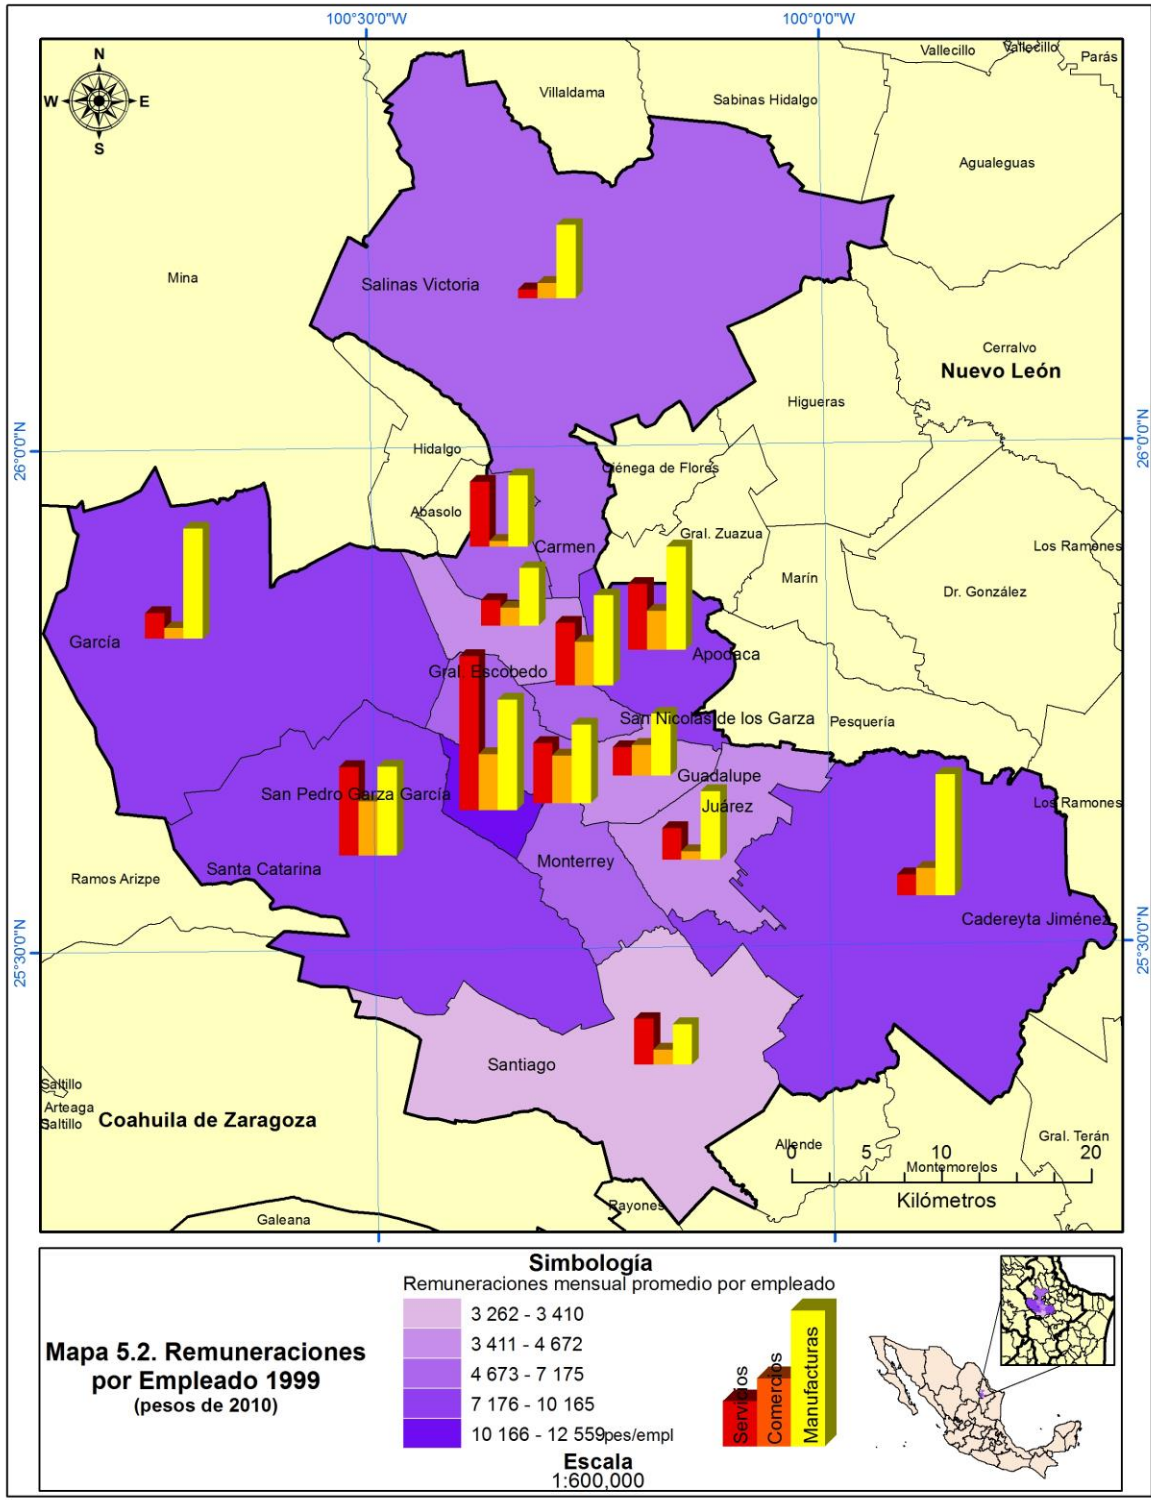 100°30'0"W
100°0'0"W
N
W
E
S
Villaldama
Sabinas Hidalgo
Vallecillo
Vallecillo
Parás
Agualeguas
Mina
Salinas Victoria
Cerralvo
Nuevo León
Higueras
26°0'0"N
26°0'0"N
Hidalgo
Ciénega de Flores
Abasolo
Gral. Zuazua
Carmen
Los Ramones
Marín
Dr. González
García
Apodaca
Gral. Escobedo
San Nicolás de los Garza
Pesquería
Guadalupe
San Pedro Garza García
Juárez
Los Ramones
Monterrey
Santa Catarina
Ramos Arizpe
Cadereyta Jiménez
25°30'0"N
25°30'0"N
Santiago
Saltillo
Arteaga
Saltillo
Coahuila de Zaragoza
Allende
Gral. Terán
0 5 10 20
Montemorelos
Kilómetros
Rayones
Galeana
Simbología
Remuneraciones mensual promedio por empleado
3 262 - 3 410
3 411 - 4 672
4 673 - 7 175
7 176 - 10 165
10 166 - 12 559pes/empl
Escala
1:600,000
Mapa 5.2. Remuneraciones
por Empleado 1999
(pesos de 2010)
Servicios
Comercios
Manufacturas